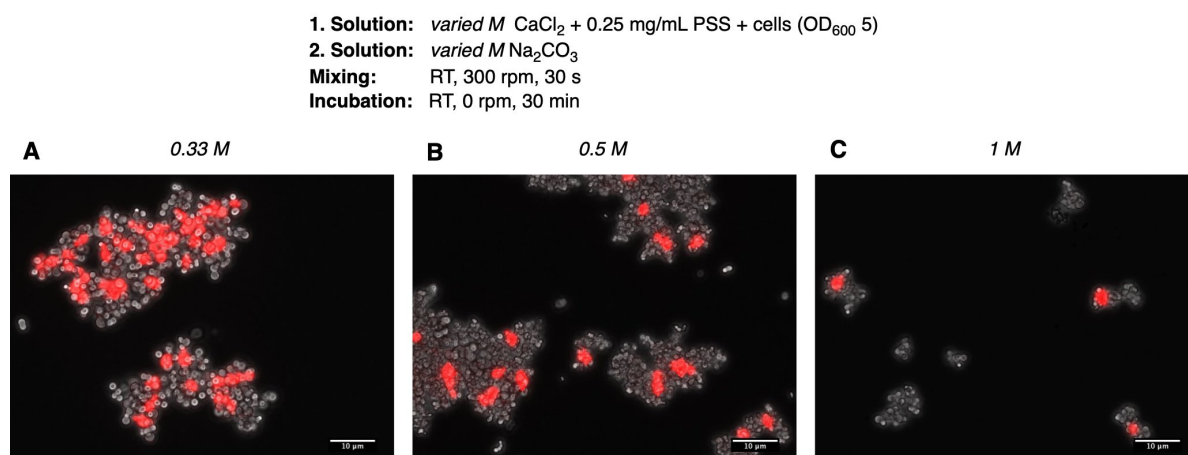 1. Solution: varied M CaCl₂ + 0.25 mg/mL PSS + cells (OD₆₀₀ 5)
2. Solution: varied M Na₂CO₃
Mixing: RT, 300 rpm, 30 s
Incubation: RT, 0 rpm, 30 min
A 0.33 M B 0.5 M C 1 M
10 µm 10 µm 10 µm